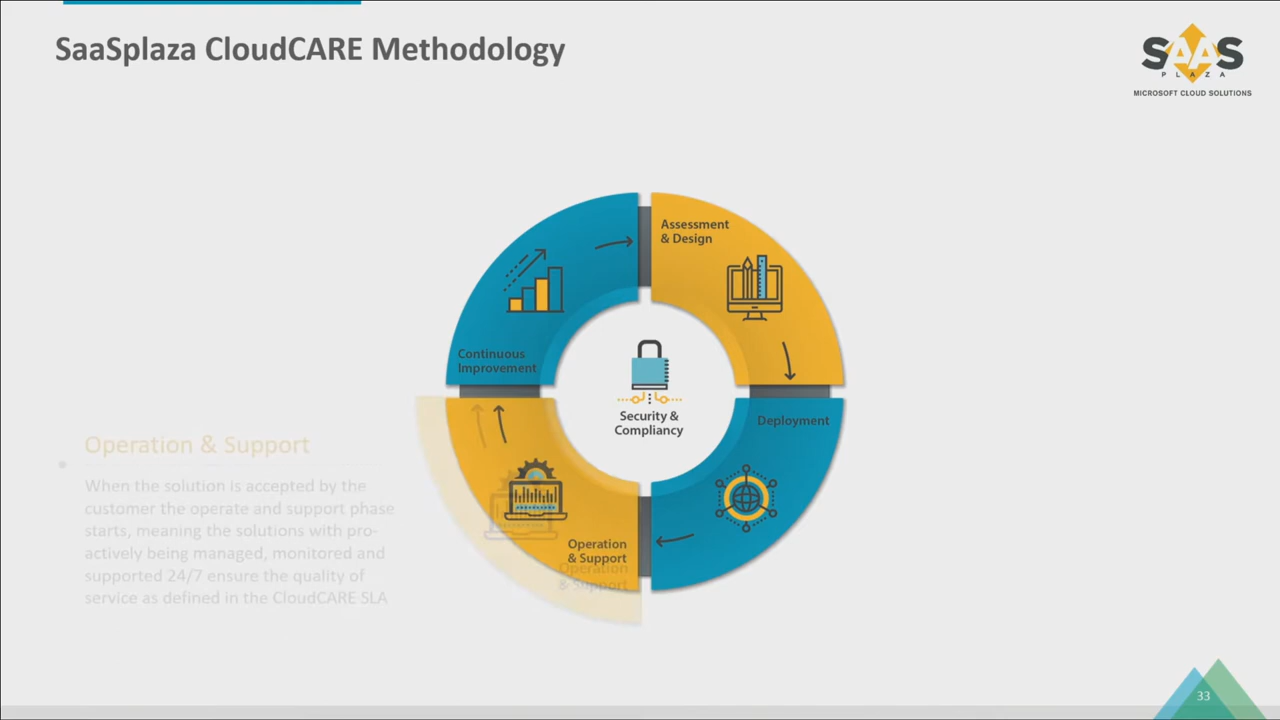 SaaSplaza CloudCARE Methodology
SAAS
PLAZA
MICROSOFT CLOUD SOLUTIONS
Assessment
& Design
Continuous
Improvement
Security &
Compliancy
Deployment
Operation
& Support
Operation
& Support
Operation & Support
When the solution is accepted by the
customer the operate and support phase
starts, meaning the solutions with pro-
actively being managed, monitored and
supported 24/7 ensure the quality of
service as defined in the CloudCARE SLA
33